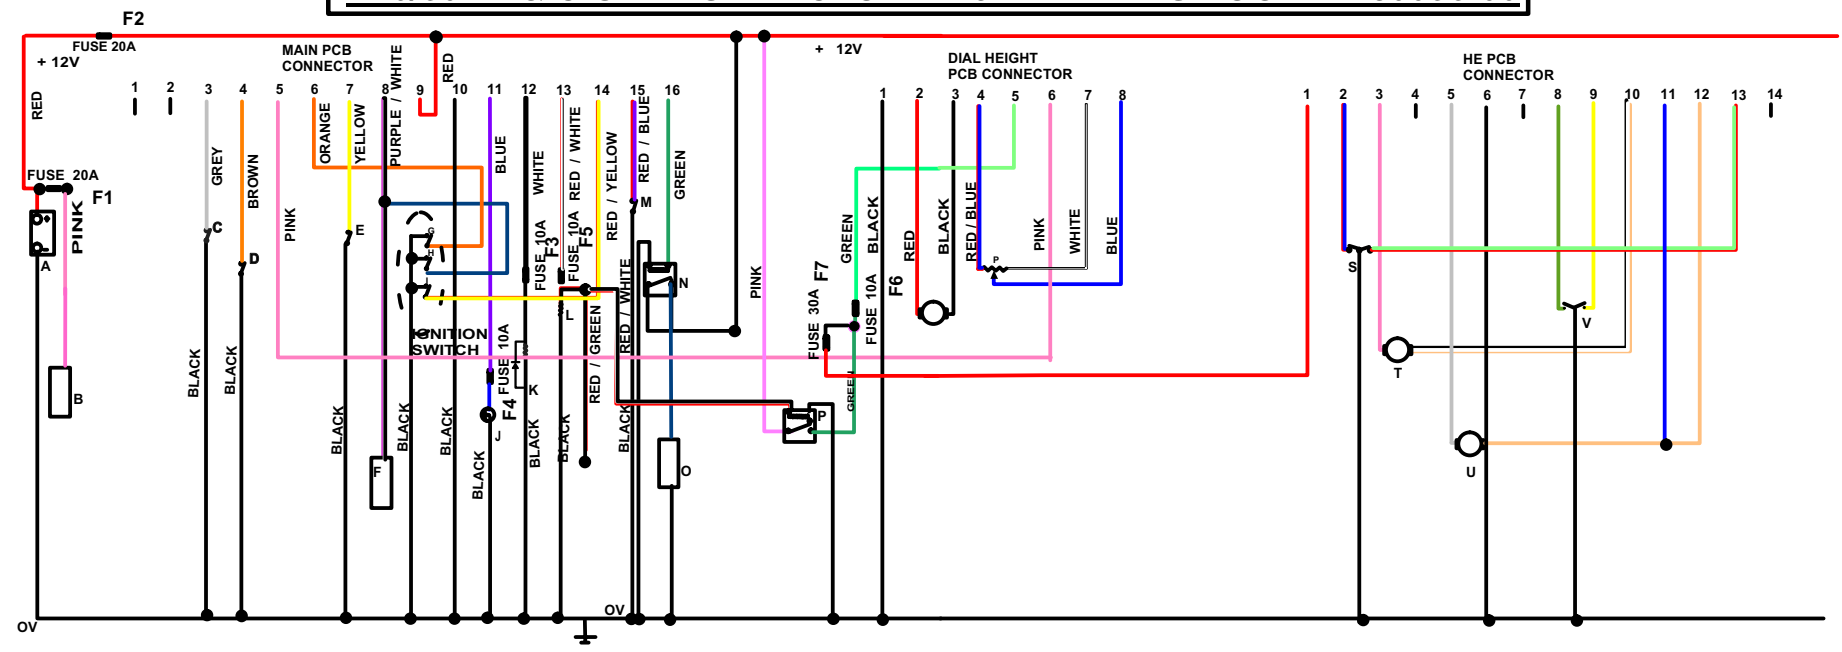 F2
FUSE 20A
+ 12V
RED
FUSE 20A
F1
PINK
A
B
OV
MAIN PCB
CONNECTOR
1 2 3 4 5 6 7 8 9 10 11 12 13 14 15 16
GREY
BROWN
PINK
ORANGE
YELLOW
PURPLE / WHITE
RED
BLUE
WHITE
RED / WHITE
RED / YELLOW
RED / BLUE
GREEN
C
D
E
G
H
M
N
FUSE 10A
F3
FUSE 10A
F5
L
IGNITION
SWITCH
FUSE 10A
F4
K
J
F
O
RED / GREEN
RED / WHITE
BLACK
BLACK
BLACK
BLACK
BLACK
BLACK
BLACK
BLACK
BLACK
OV
+ 12V
PINK
FUSE 30A
F7
GREEN
FUSE 10A
F6
BLACK
GREEN
P
DIAL HEIGHT
PCB CONNECTOR
1 2 3 4 5 6 7 8
RED
BLACK
RED / BLUE
PINK
WHITE
BLUE
P
HE PCB
CONNECTOR
1 2 3 4 5 6 7 8 9 10 11 12 13 14
S
T
U
V